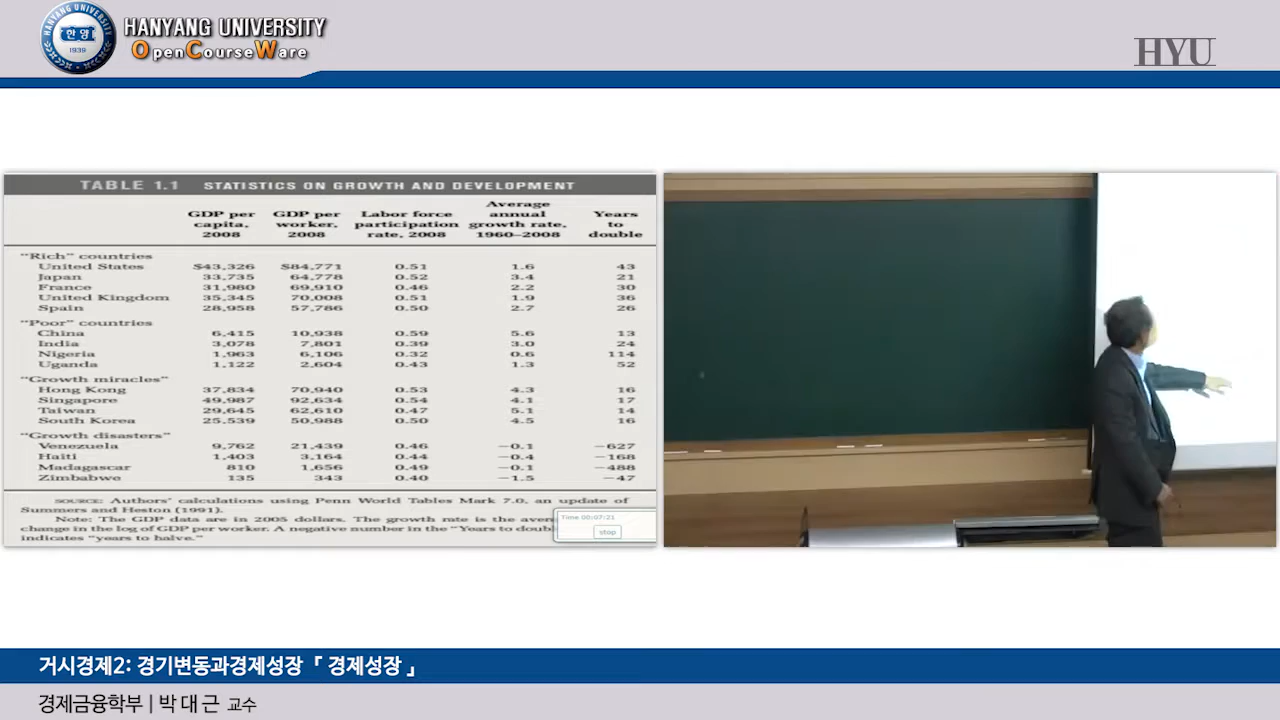 HANYANG UNIVERSITY
OpenCourseWare
한양
1939
HYU
TABLE 1.1 STATISTICS ON GROWTH AND DEVELOPMENT
GDP per capita, 2008 GDP per worker, 2008 Labor force participation rate, 2008 Average annual growth rate, 1960–2008 Years to double
"Rich" countries
United States $43,326 $84,771 0.51 1.6 43
Japan 33,735 64,778 0.52 3.4 21
France 31,980 69,910 0.46 2.2 30
United Kingdom 35,345 70,008 0.51 1.9 36
Spain 28,958 57,786 0.50 2.7 26
"Poor" countries
China 6,415 10,938 0.59 5.6 13
India 3,078 7,801 0.39 3.0 24
Nigeria 1,963 6,106 0.32 0.6 114
Uganda 1,122 2,604 0.43 1.3 52
"Growth miracles"
Hong Kong 37,834 70,940 0.53 4.3 16
Singapore 49,987 92,634 0.54 4.1 17
Taiwan 29,645 62,610 0.47 5.1 14
South Korea 25,539 50,988 0.50 4.5 16
"Growth disasters"
Venezuela 9,762 21,439 0.46 −0.1 −627
Haiti 1,403 3,164 0.44 −0.4 −168
Madagascar 810 1,656 0.49 −0.1 −488
Zimbabwe 135 343 0.40 −1.5 −47
SOURCE: Authors' calculations using Penn World Tables Mark 7.0, an update of
Summers and Heston (1991).
Note: The GDP data are in 2005 dollars. The growth rate is the aver
change in the log of GDP per worker. A negative number in the "Years to doub
indicates "years to halve."
Time 00:07:21
stop
거시경제2: 경기변동과경제성장 「 경제성장 」
경제금융학부 | 박 대 근 교수